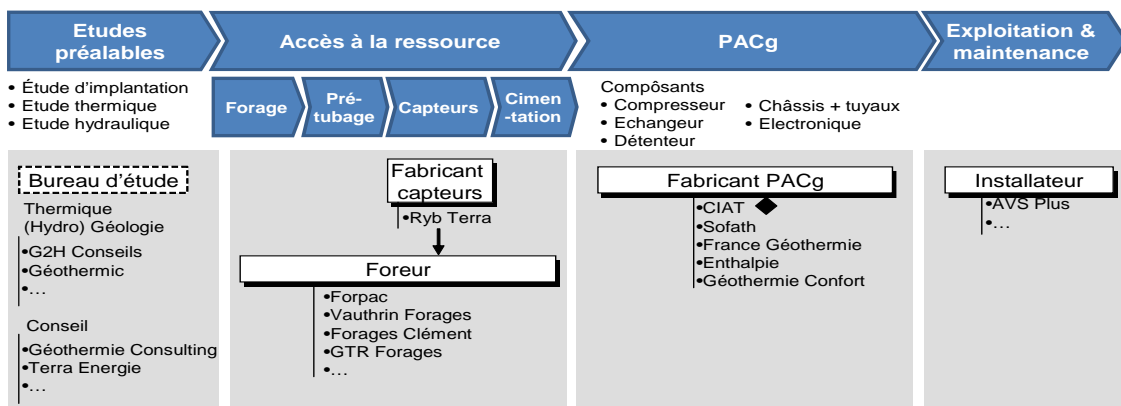 Etudes
préalables
Accès à la ressource
PACg
Exploitation &
maintenance
• Étude d’implantation
• Etude thermique
• Etude hydraulique
Forage
Pré-
tubage
Capteurs
Cimen
-tation
Compôsants
• Compresseur
• Echangeur
• Détenteur
• Châssis + tuyaux
• Electronique
Bureau d’étude
Thermique
(Hydro) Géologie
•G2H Conseils
•Géothermic
•…
Conseil
•Géothermie Consulting
•Terra Energie
•…
Fabricant
capteurs
•Ryb Terra
Foreur
•Forpac
•Vauthrin Forages
•Forages Clément
•GTR Forages
•…
Fabricant PACg
•CIAT
•Sofath
•France Géothermie
•Enthalpie
•Géothermie Confort
Installateur
•AVS Plus
•…